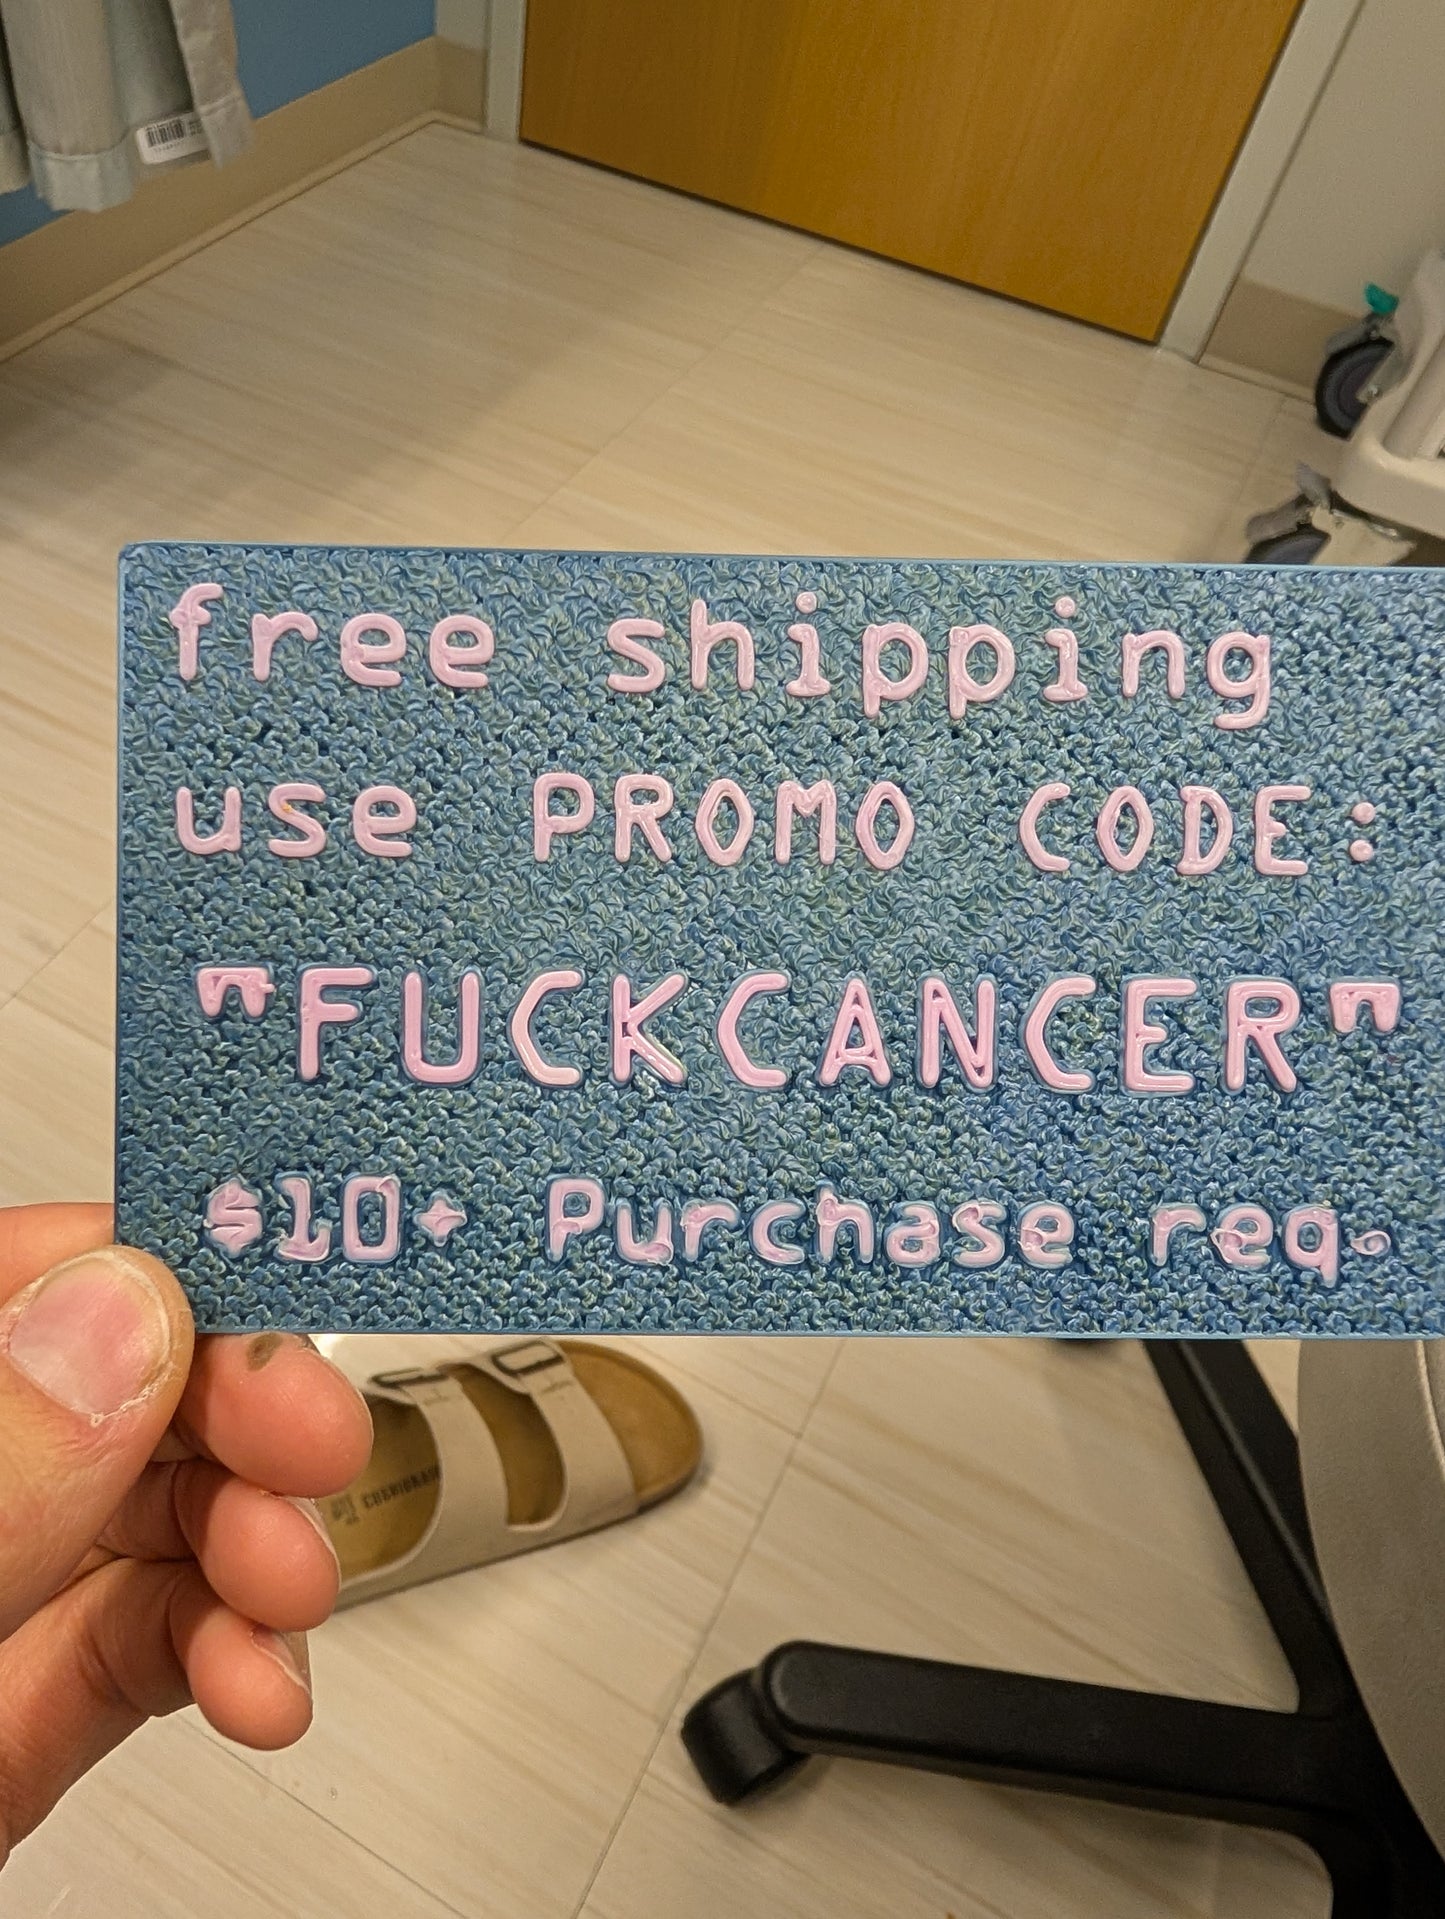 free shipping
use PROMO CODE:
"FUCKCANCER"
$10+ Purchase req.